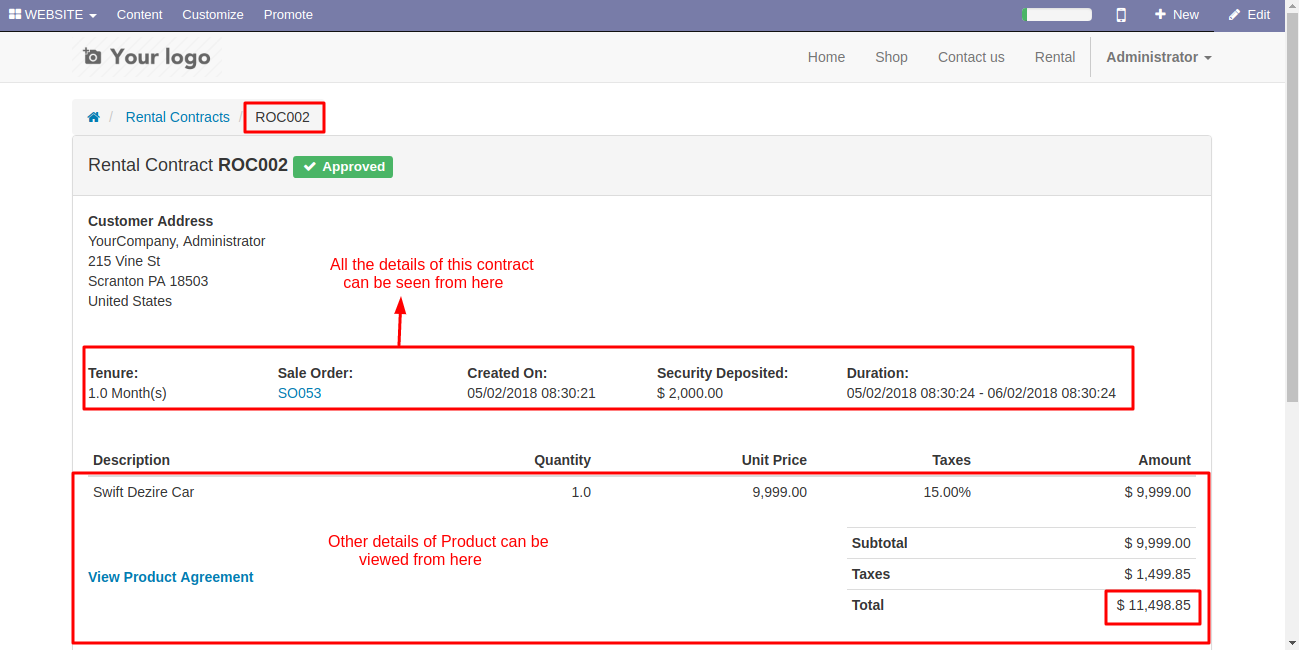 WEBSITE Content Customize Promote New Edit
Your logo Home Shop Contact us Rental Administrator
/ Rental Contracts / ROC002
Rental Contract ROC002 Approved
Customer Address
YourCompany, Administrator
215 Vine St
Scranton PA 18503
United States
All the details of this contract
can be seen from here
Tenure: Sale Order: Created On: Security Deposited: Duration:
1.0 Month(s) SO053 05/02/2018 08:30:21 $ 2,000.00 05/02/2018 08:30:24 - 06/02/2018 08:30:24
Description Quantity Unit Price Taxes Amount
Swift Dezire Car 1.0 9,999.00 15.00% $ 9,999.00
Other details of Product can be
viewed from here
View Product Agreement
Subtotal $ 9,999.00
Taxes $ 1,499.85
Total $ 11,498.85